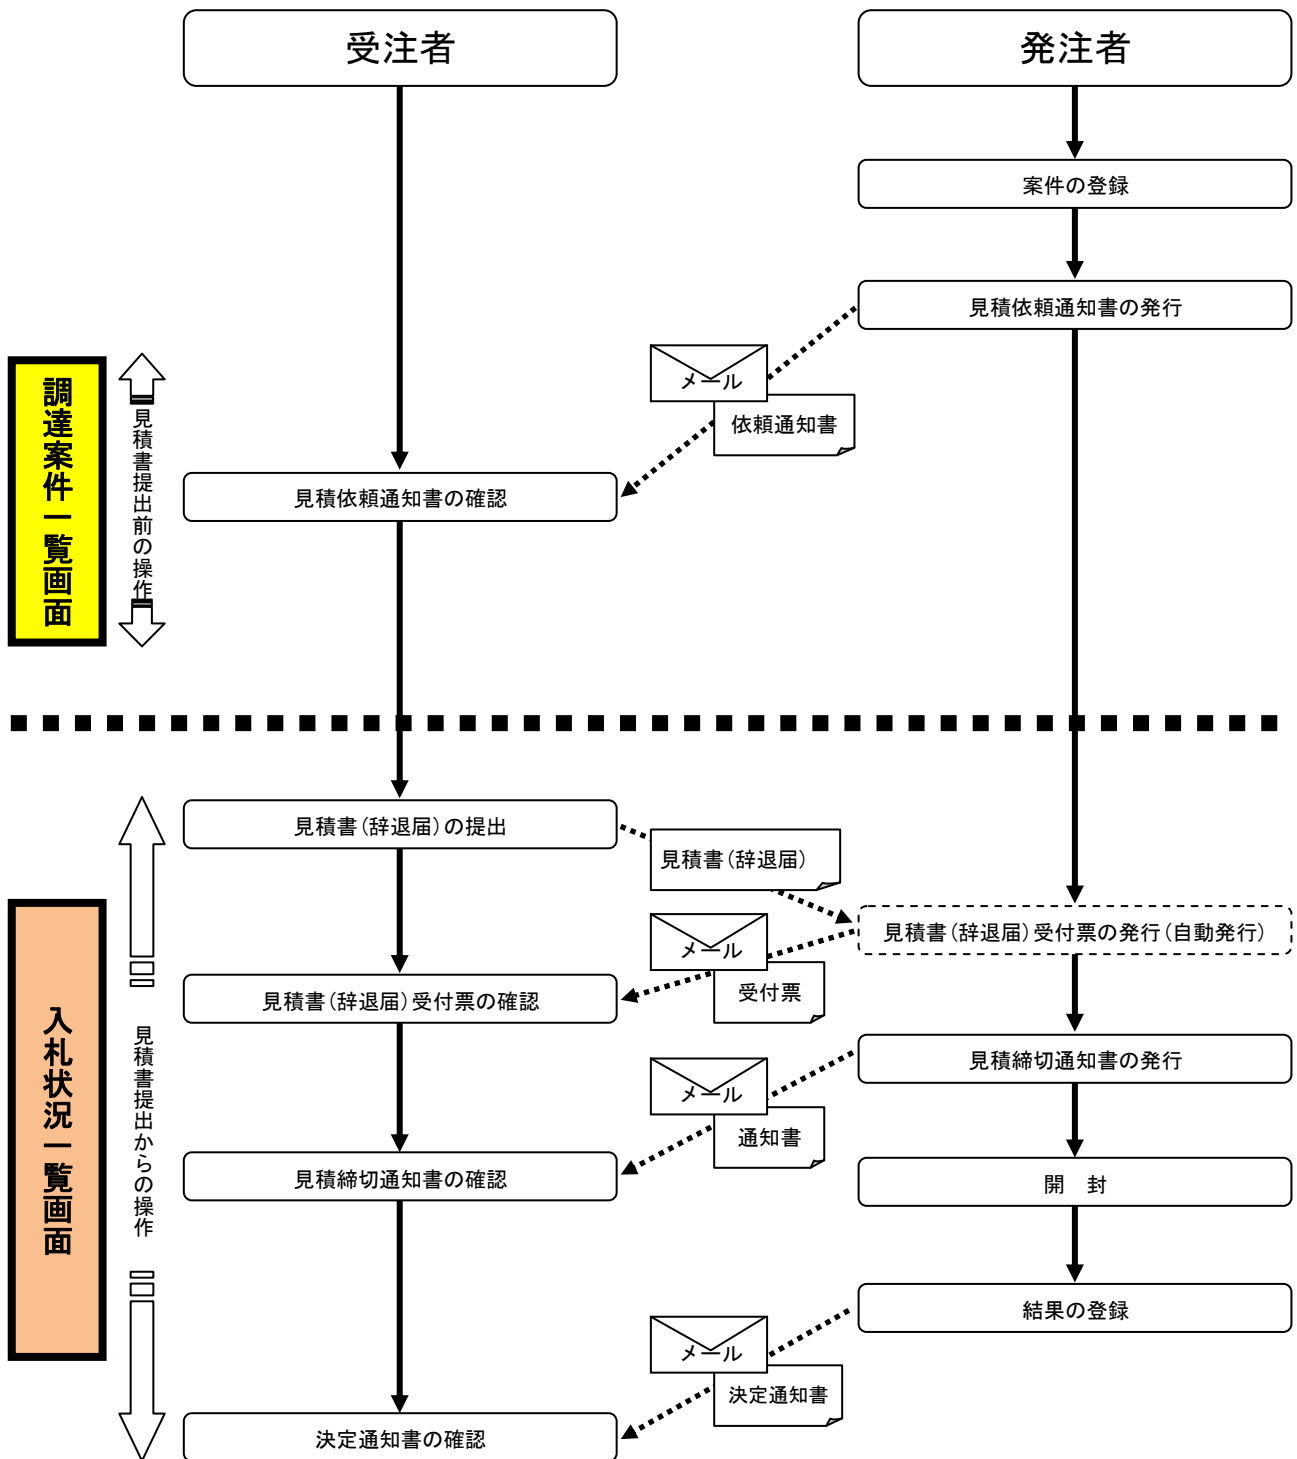 受注者
発注者
案件の登録
見積依頼通知書の発行
メール
依頼通知書
調達案件一覧画面
見積書提出前の操作
見積依頼通知書の確認
見積書(辞退届)の提出
見積書(辞退届)
見積書(辞退届)受付票の発行(自動発行)
メール
受付票
見積書(辞退届)受付票の確認
入札状況一覧画面
見積書提出からの操作
見積締切通知書の発行
メール
通知書
見積締切通知書の確認
開　封
結果の登録
メール
決定通知書
決定通知書の確認